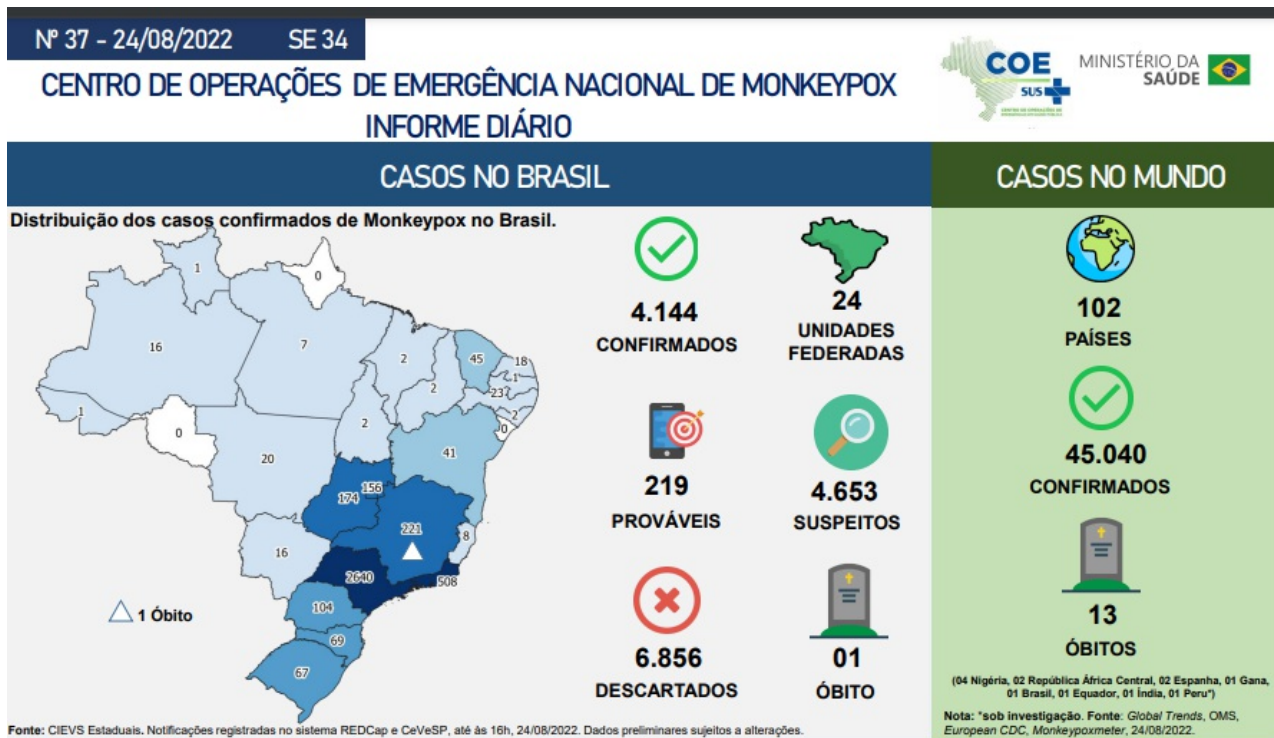 Nº 37 – 24/08/2022 SE 34
CENTRO DE OPERAÇÕES DE EMERGÊNCIA NACIONAL DE MONKEYPOX
INFORME DIÁRIO
COE
SUS
MINISTÉRIO DA
SAÚDE
CASOS NO BRASIL
Distribuição dos casos confirmados de Monkeypox no Brasil.
1
0
16
7
2
45
18
1
2
23
2
0
1
0
20
2
41
174
156
221
8
16
2640
508
104
69
67
1 Óbito
4.144
CONFIRMADOS
24
UNIDADES
FEDERADAS
219
PROVÁVEIS
4.653
SUSPEITOS
6.856
DESCARTADOS
01
ÓBITO
CASOS NO MUNDO
102
PAÍSES
45.040
CONFIRMADOS
13
ÓBITOS
(04 Nigéria, 02 República África Central, 02 Espanha, 01 Gana,
01 Brasil, 01 Equador, 01 Índia, 01 Peru*)
Nota: *sob investigação. Fonte: Global Trends, OMS,
European CDC, Monkeypoxmeter, 24/08/2022.
Fonte: CIEVS Estaduais. Notificações registradas no sistema REDCap e CeVeSP, até às 16h, 24/08/2022. Dados preliminares sujeitos a alterações.